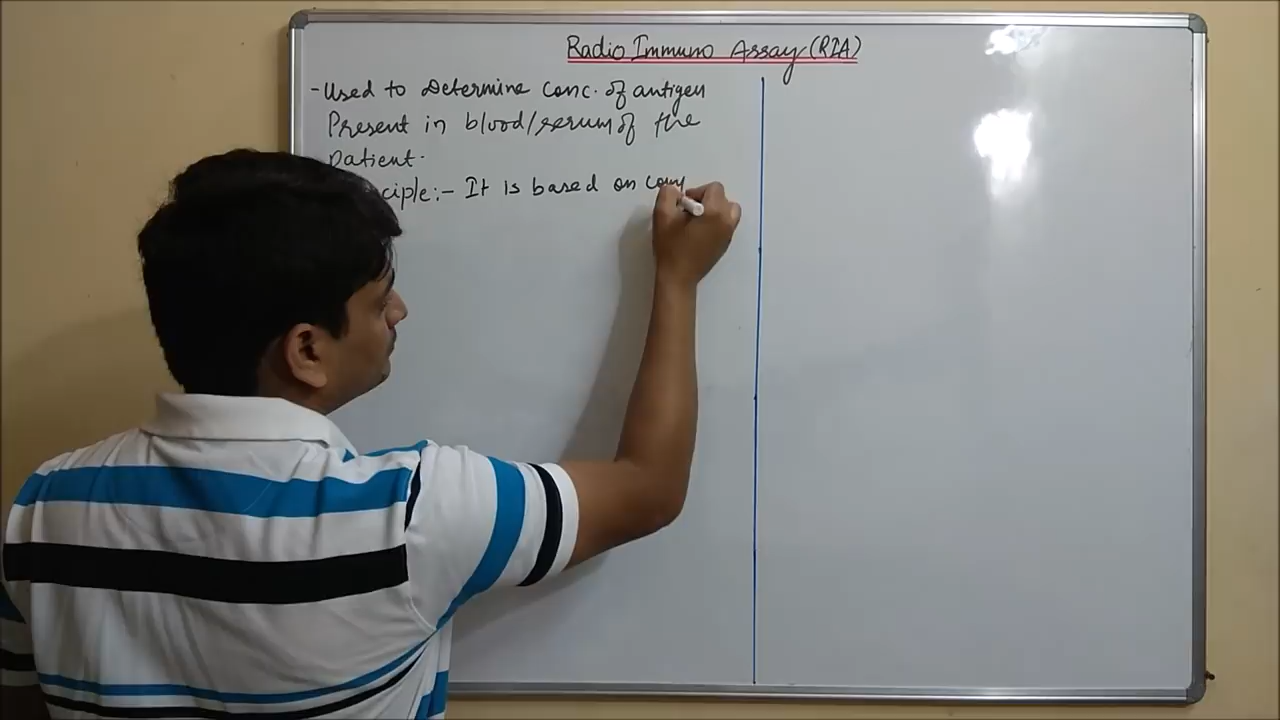 Radio Immuno Assay (RIA)
- Used to Determine conc. of antigen
Present in blood/serum of the
patient.
ciple:- It is based on